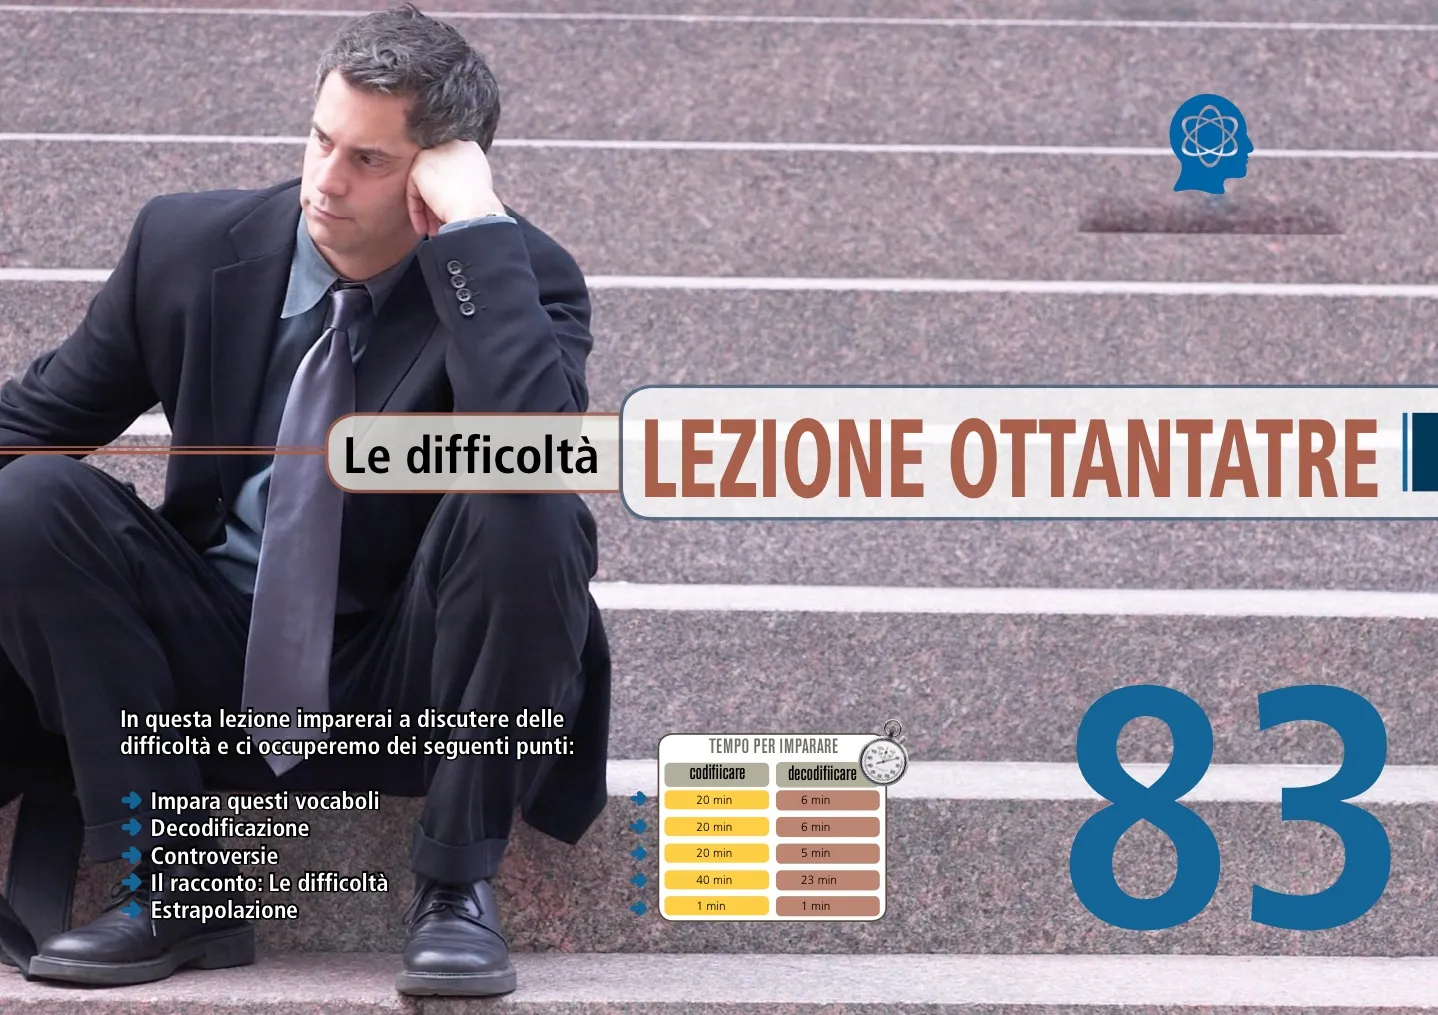 Le difficoltà
LEZIONE OTTANTATRE
In questa lezione imparerai a discutere delle
difficoltà e ci occuperemo dei seguenti punti:
Impara questi vocaboli
Decodificazione
Controversie
Il racconto: Le difficoltà
Estrapolazione
TEMPO PER IMPARARE
codifiicare decodifiicare
20 min 6 min
20 min 6 min
20 min 5 min
40 min 23 min
1 min 1 min
83